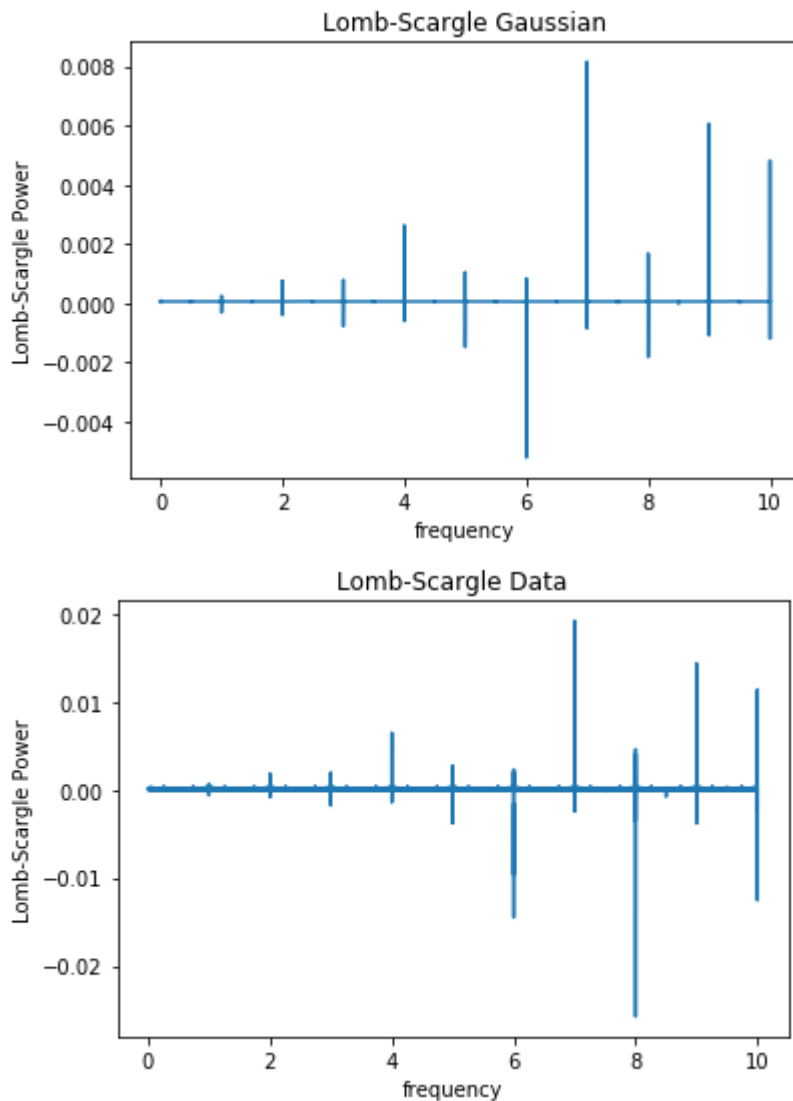 Lomb-Scargle Gaussian
0.008
0.006
0.004
0.002
0.000
−0.002
−0.004
Lomb-Scargle Power
0 2 4 6 8 10
frequency
Lomb-Scargle Data
0.02
0.01
0.00
−0.01
−0.02
Lomb-Scargle Power
0 2 4 6 8 10
frequency